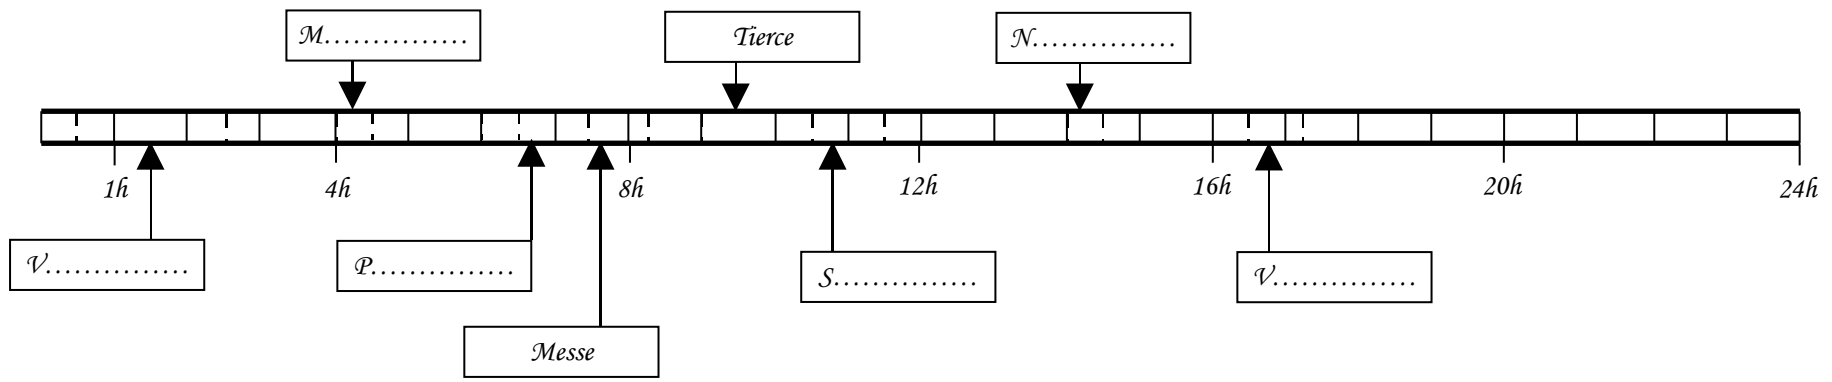 M……………
Tierce
N……………
1h
4h
8h
12h
16h
20h
24h
V……………
P……………
S……………
V……………
Messe